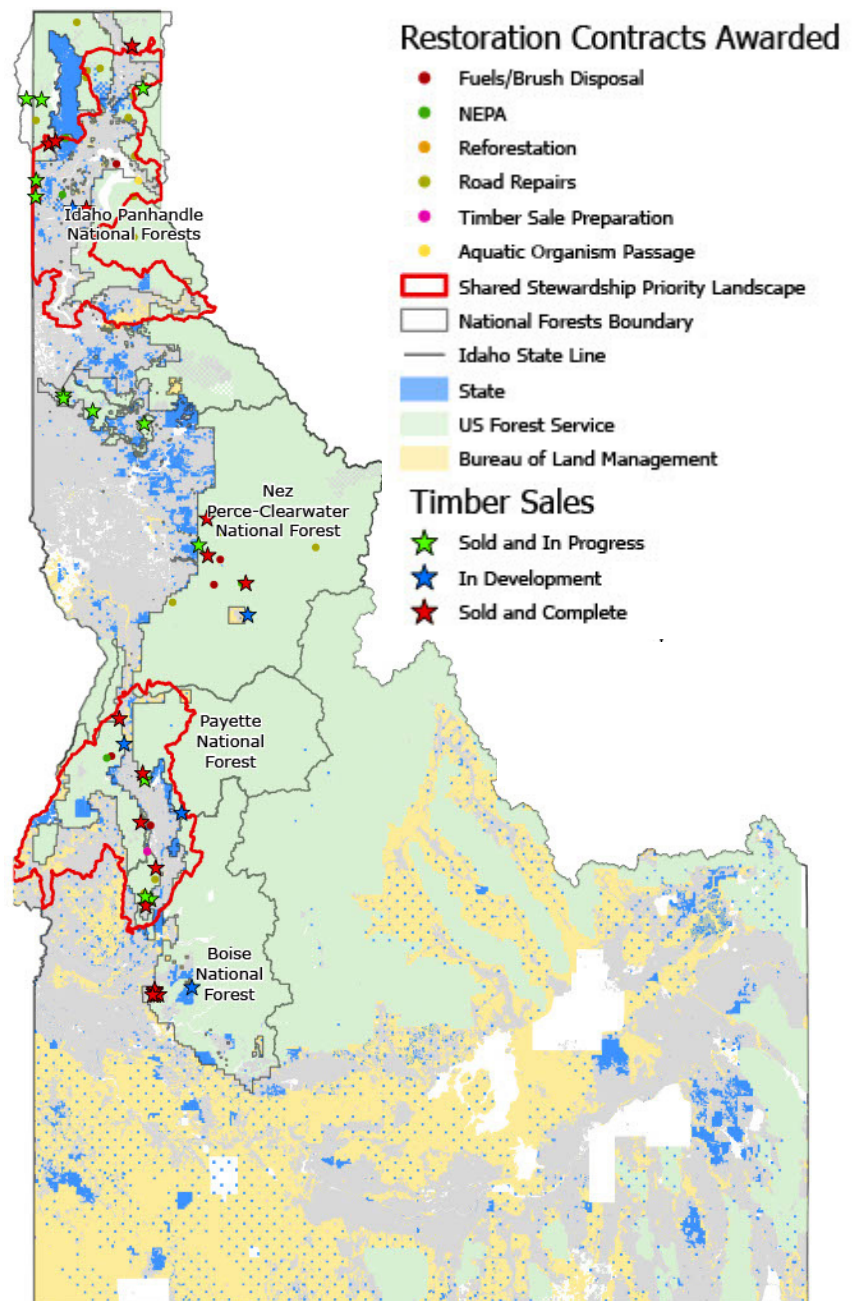 Restoration Contracts Awarded
Fuels/Brush Disposal
NEPA
Reforestation
Road Repairs
Timber Sale Preparation
Aquatic Organism Passage
Shared Stewardship Priority Landscape
National Forests Boundary
Idaho State Line
State
US Forest Service
Bureau of Land Management
Timber Sales
Sold and In Progress
In Development
Sold and Complete
Idaho Panhandle
National Forests
Nez
Perce-Clearwater
National Forest
Payette
National
Forest
Boise
National
Forest